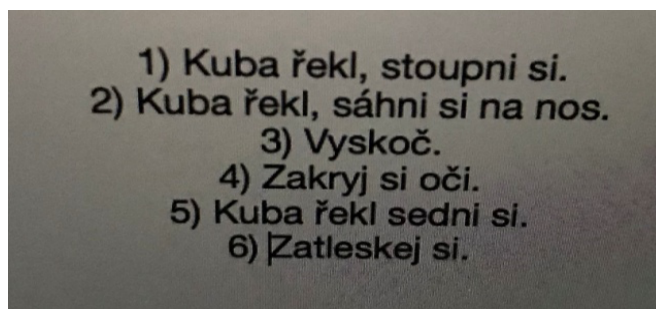 1) Kuba řekl, stoupni si.
2) Kuba řekl, sáhni si na nos.
3) Vyskoč.
4) Zakryj si oči.
5) Kuba řekl sedni si.
6) Zatleskej si.